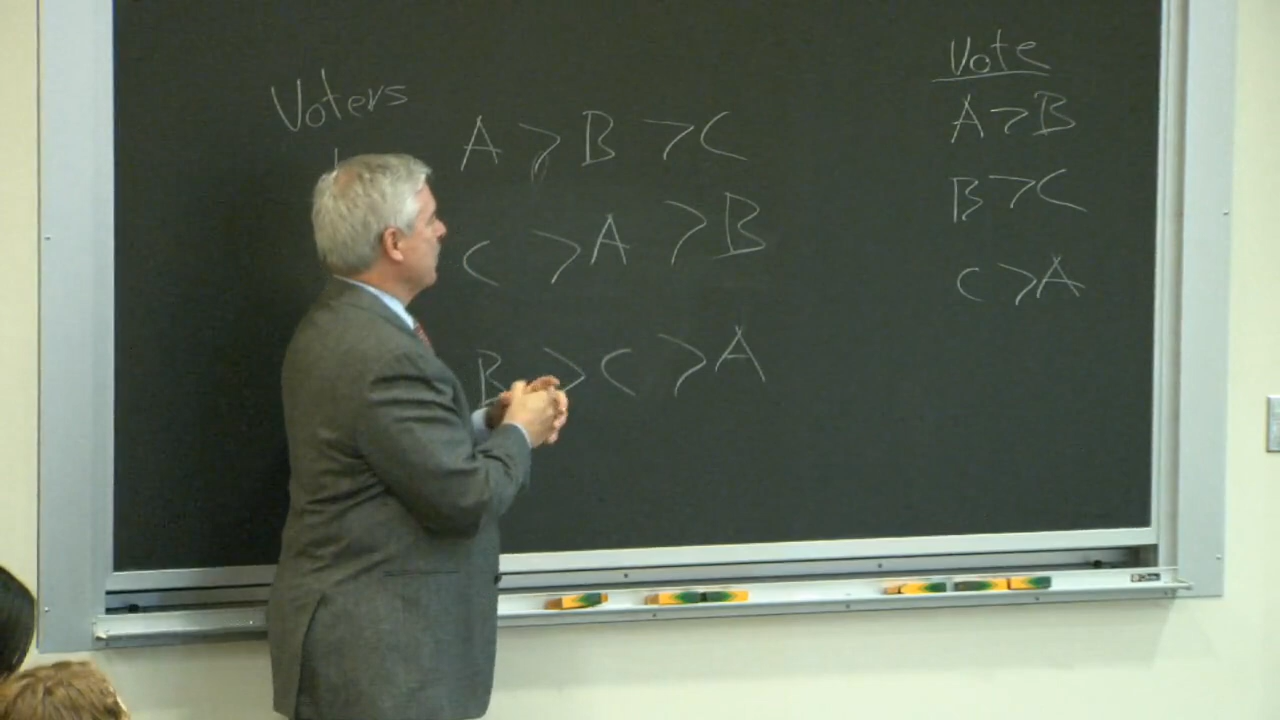 Voters
A > B > C
C > A > B
B > C > A
Vote
A > B
B > C
C > A